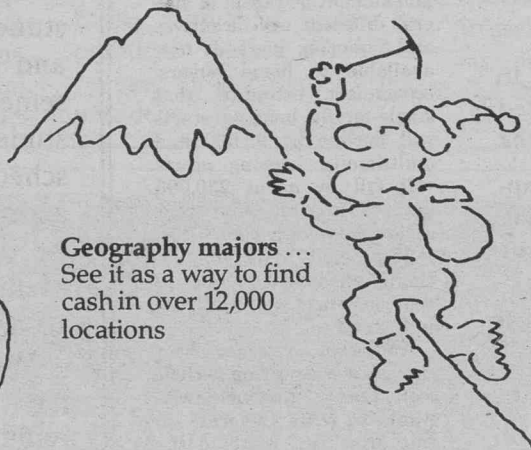 Geography majors ...
See it as a way to find
cash in over 12,000
locations